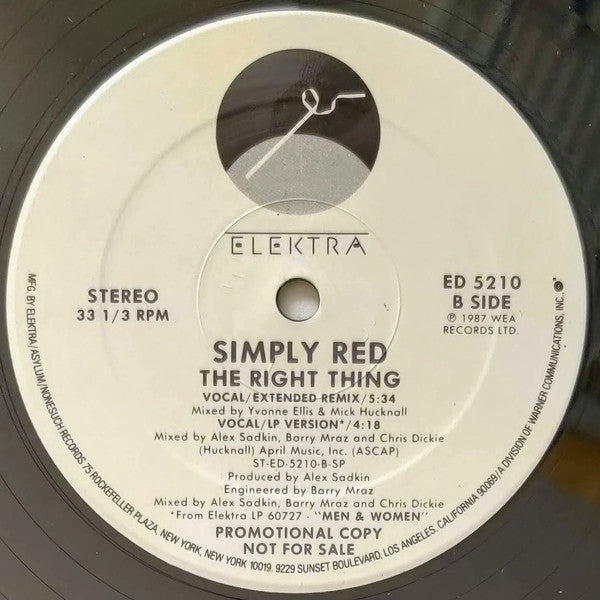 ELEKTRA
STEREO
33 1/3 RPM
ED 5210
B SIDE
℗ 1987 WEA
RECORDS LTD.
SIMPLY RED
THE RIGHT THING
VOCAL/EXTENDED REMIX/5:34
Mixed by Yvonne Ellis & Mick Hucknall
VOCAL/LP VERSION*/4:18
Mixed by Alex Sadkin, Barry Mraz and Chris Dickie
(Hucknall) April Music, Inc. (ASCAP)
ST-ED-5210-B-SP
Produced by Alex Sadkin
Engineered by Barry Mraz
Mixed by Alex Sadkin, Barry Mraz and Chris Dickie
*From Elektra LP 60727 - "MEN & WOMEN"
PROMOTIONAL COPY
NOT FOR SALE
MFG. BY ELEKTRA/ASYLUM/NONESUCH RECORDS 75 ROCKEFELLER PLAZA, NEW YORK, NEW YORK 10019. 9229 SUNSET BOULEVARD, LOS ANGELES, CALIFORNIA 90069/A DIVISION OF WARNER COMMUNICATIONS, INC.,